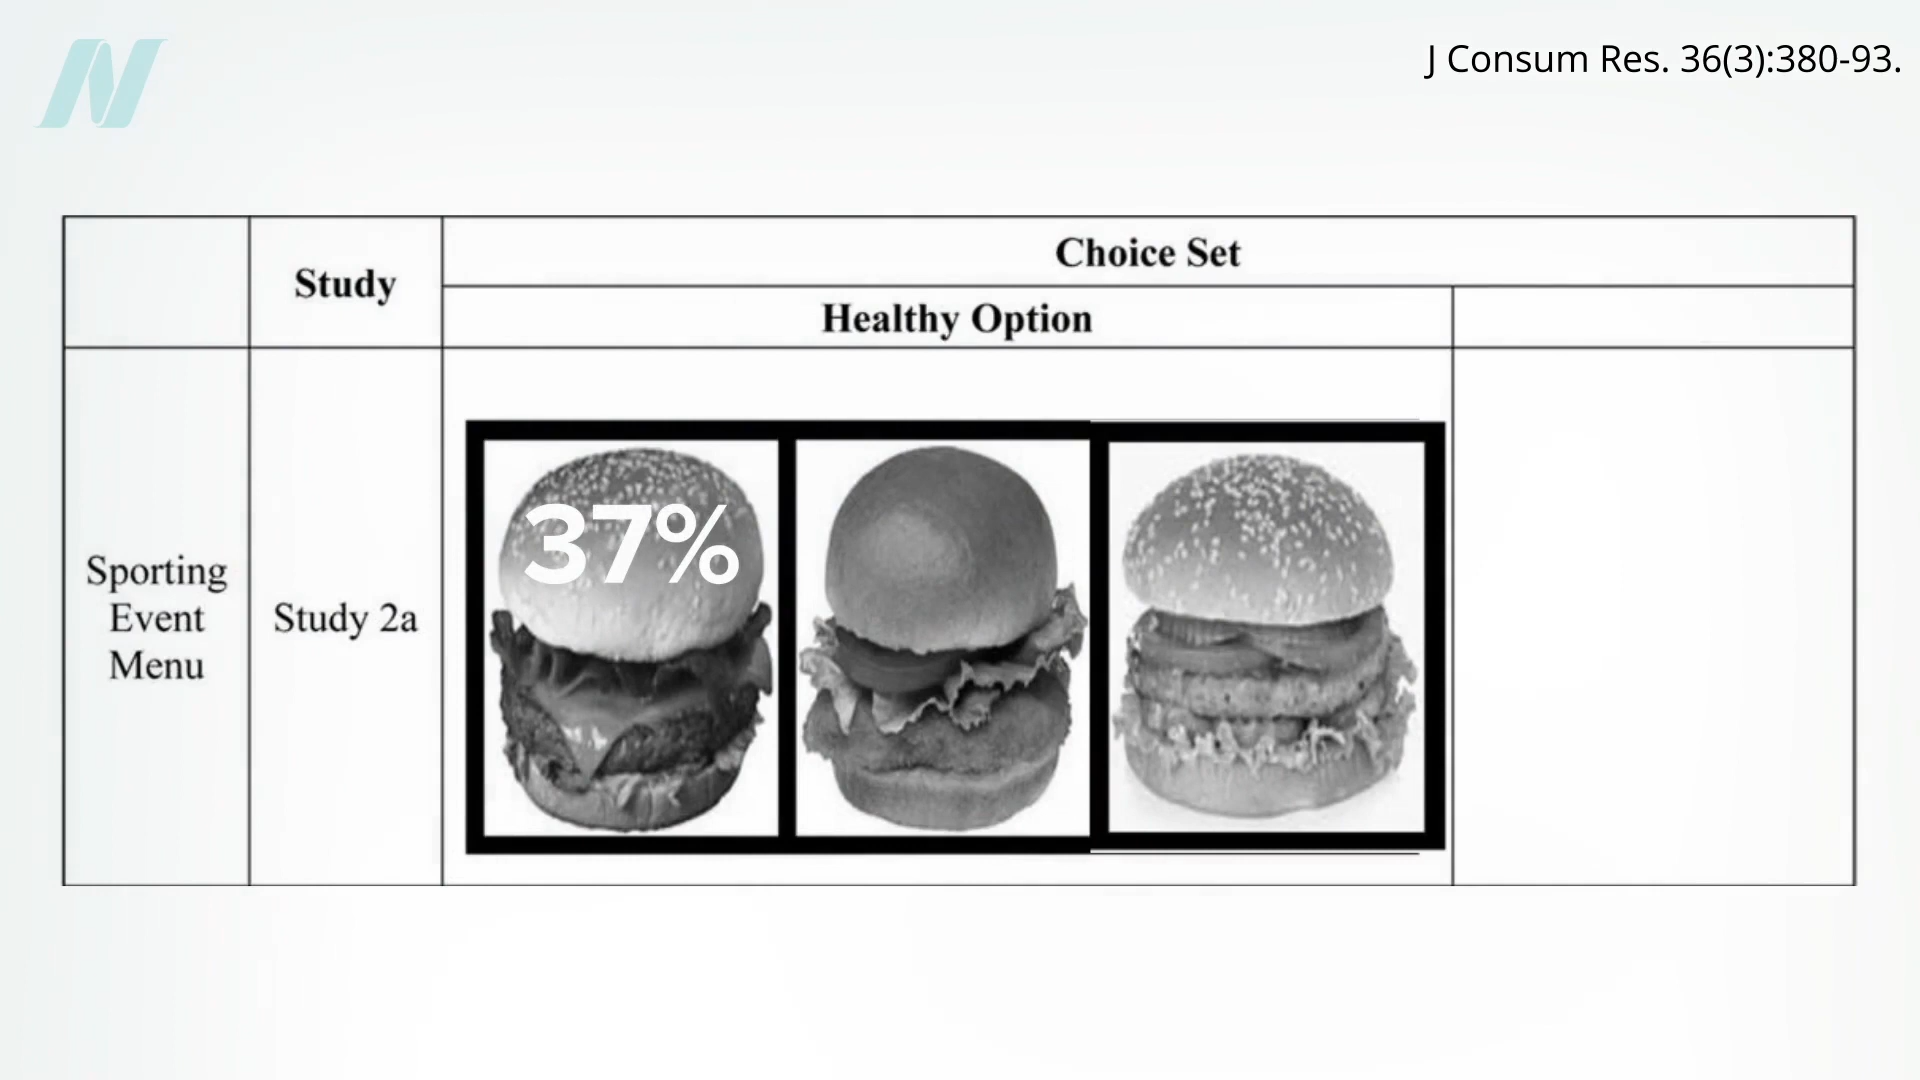 J Consum Res. 36(3):380-93.
Study
Choice Set
Healthy Option
37%
Sporting
Event
Menu
Study 2a